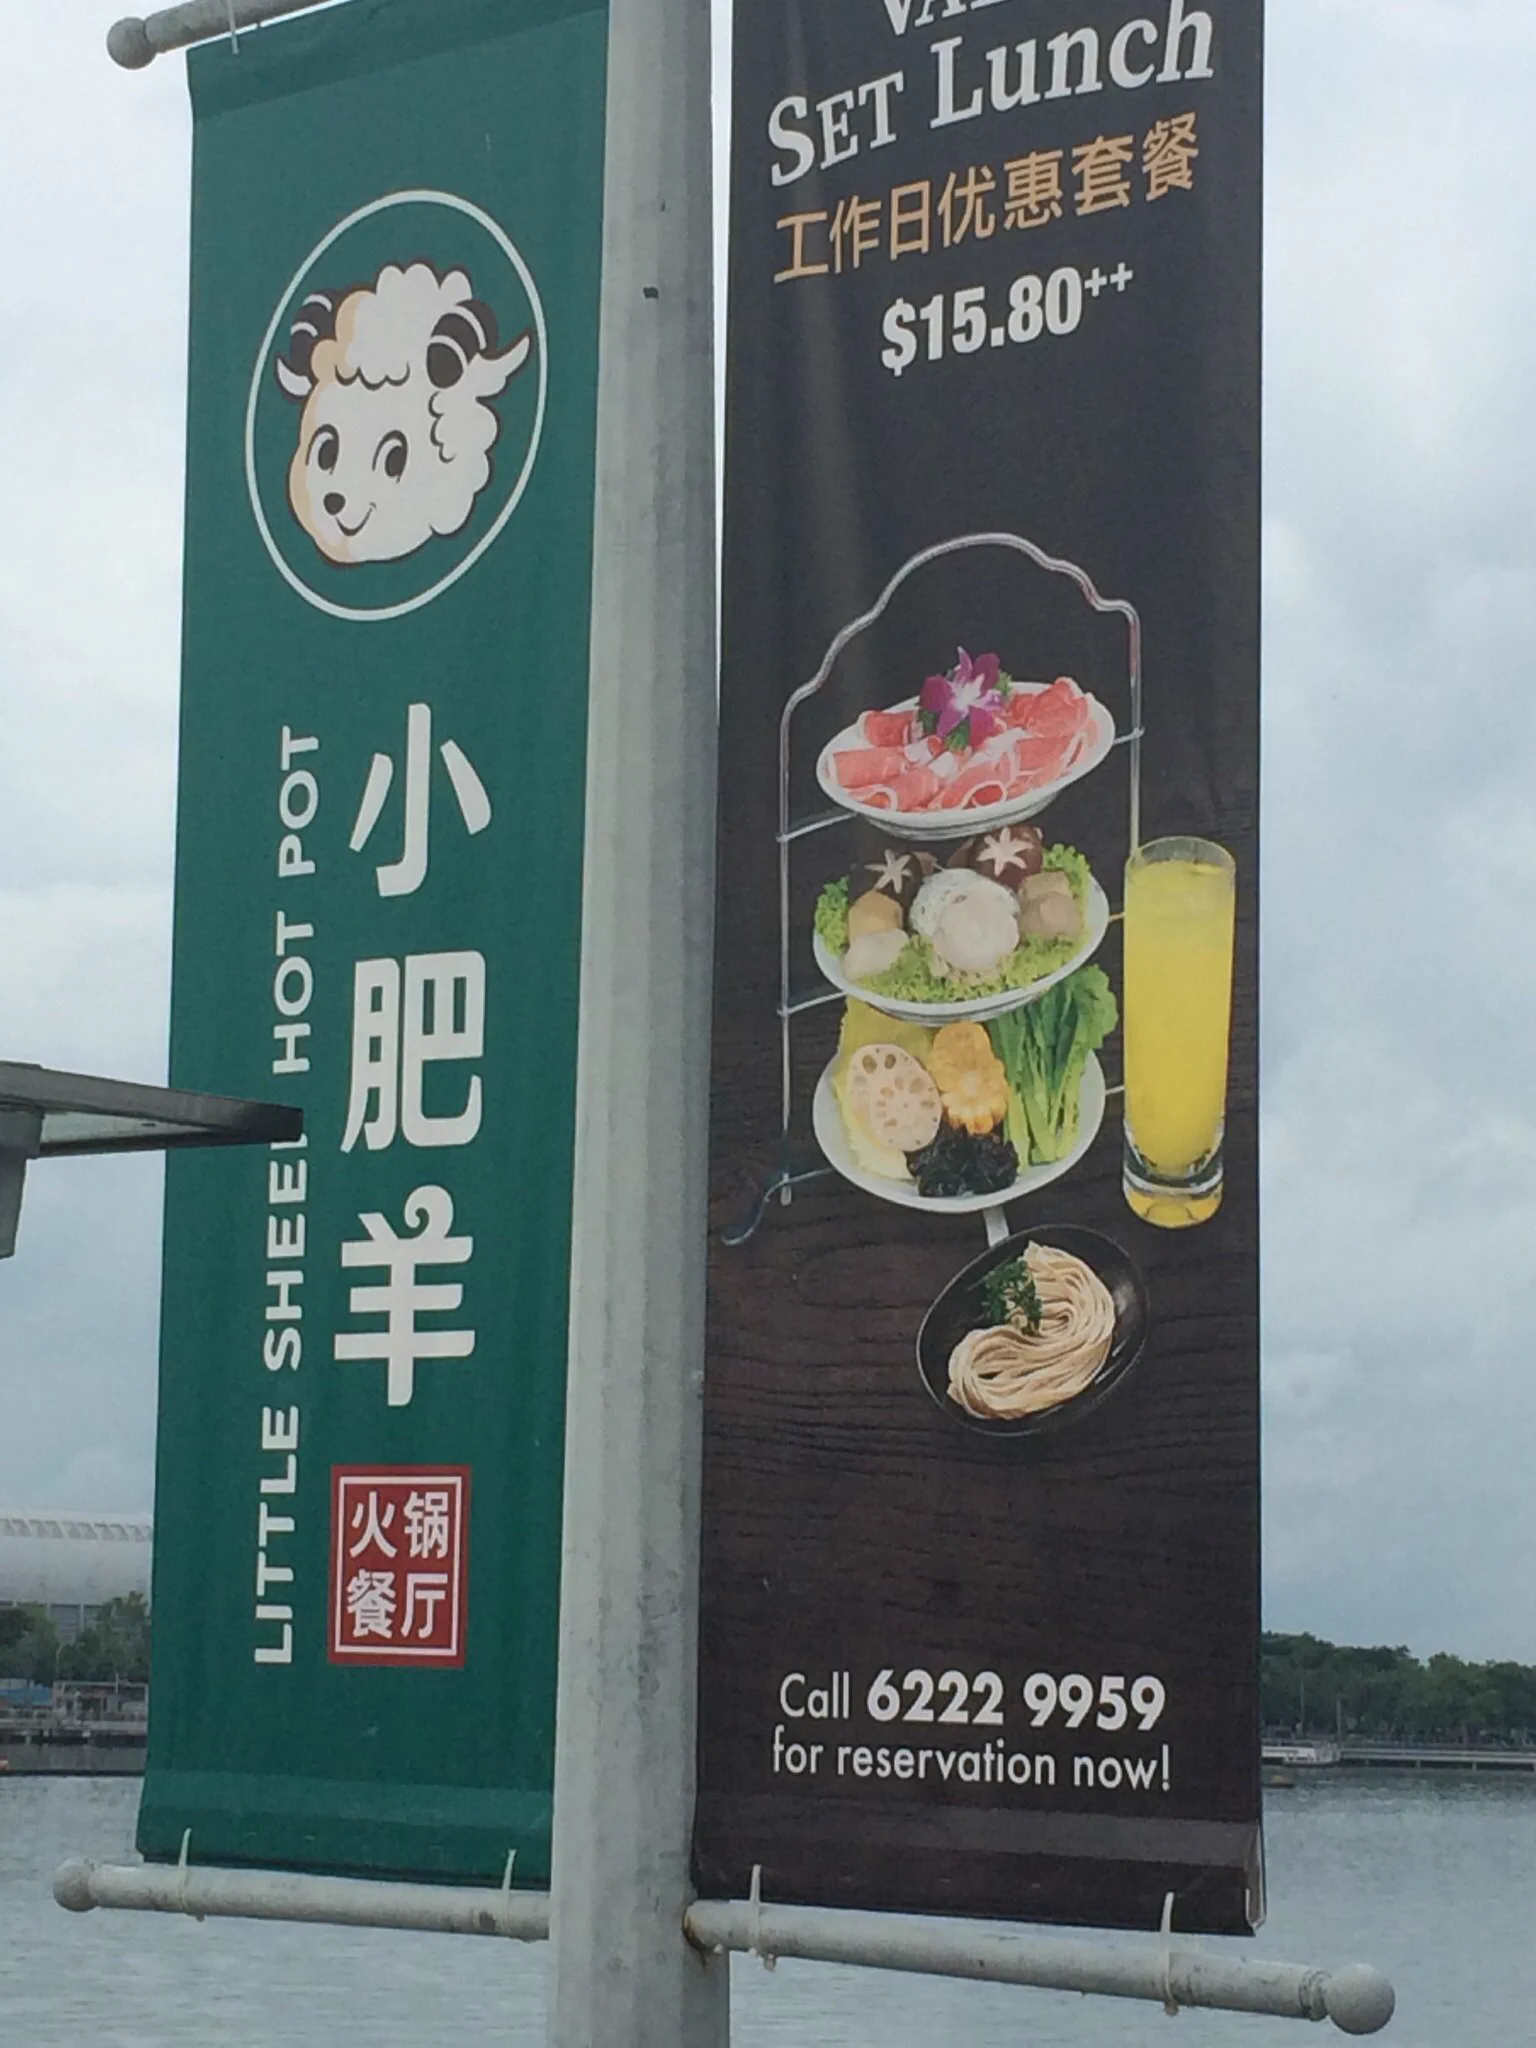 LITTLE SHEEP HOT POT
小肥羊
火锅
餐厅
SET Lunch
工作日优惠套餐
$15.80++
Call 6222 9959
for reservation now!